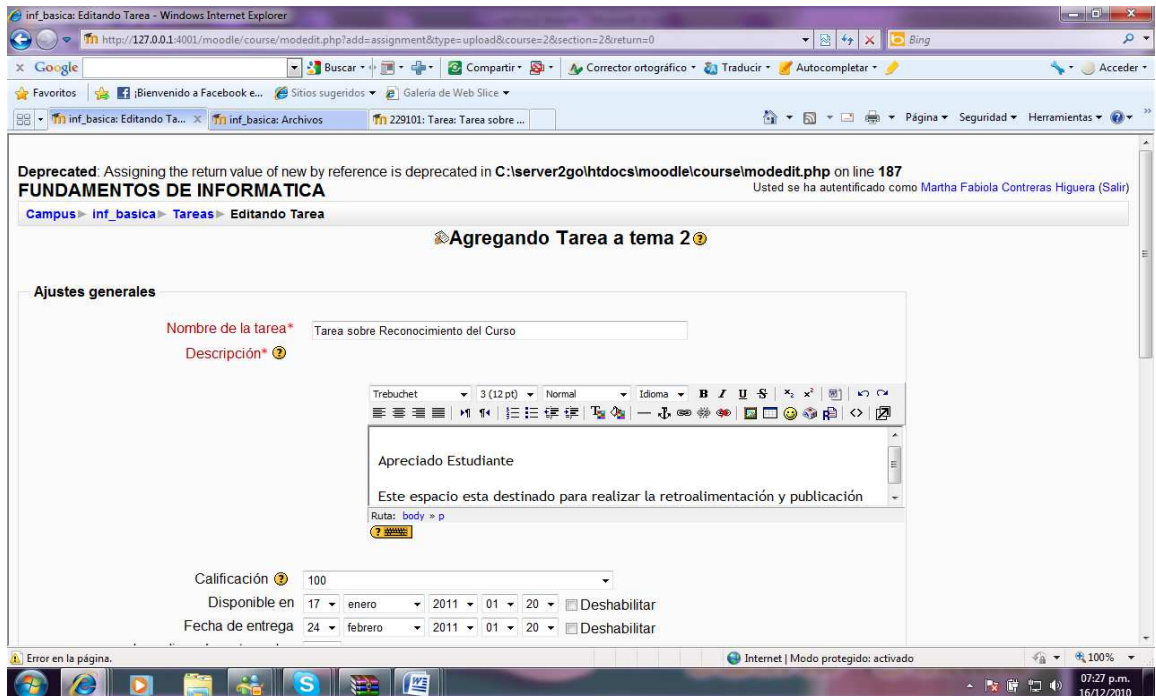 inf_basica: Editando Tarea - Windows Internet Explorer
http://127.0.0.1:4001/moodle/course/modedit.php?add=assignment&type=upload&course=2&section=2&return=0
Bing
Google Buscar Compartir Corrector ortográfico Traducir Autocompletar Acceder
Favoritos ¡Bienvenido a Facebook e... Sitios sugeridos Galería de Web Slice
inf_basica: Editando Ta... inf_basica: Archivos 229101: Tarea: Tarea sobre ... Página Seguridad Herramientas
Deprecated: Assigning the return value of new by reference is deprecated in C:\server2go\htdocs\moodle\course\modedit.php on line 187
FUNDAMENTOS DE INFORMATICA
Usted se ha autentificado como Martha Fabiola Contreras Higuera (Salir)
Campus ► inf_basica ► Tareas ► Editando Tarea
Agregando Tarea a tema 2
Ajustes generales
Nombre de la tarea* Tarea sobre Reconocimiento del Curso
Descripción*
Trebuchet 3 (12 pt) Normal Idioma B I U S x₂ x²
Apreciado Estudiante
Este espacio esta destinado para realizar la retroalimentación y publicación
Ruta: body » p
Calificación 100
Disponible en 17 enero 2011 01 20 Deshabilitar
Fecha de entrega 24 febrero 2011 01 20 Deshabilitar
Error en la página. Internet | Modo protegido: activado 100%
07:27 p.m.
16/12/2010